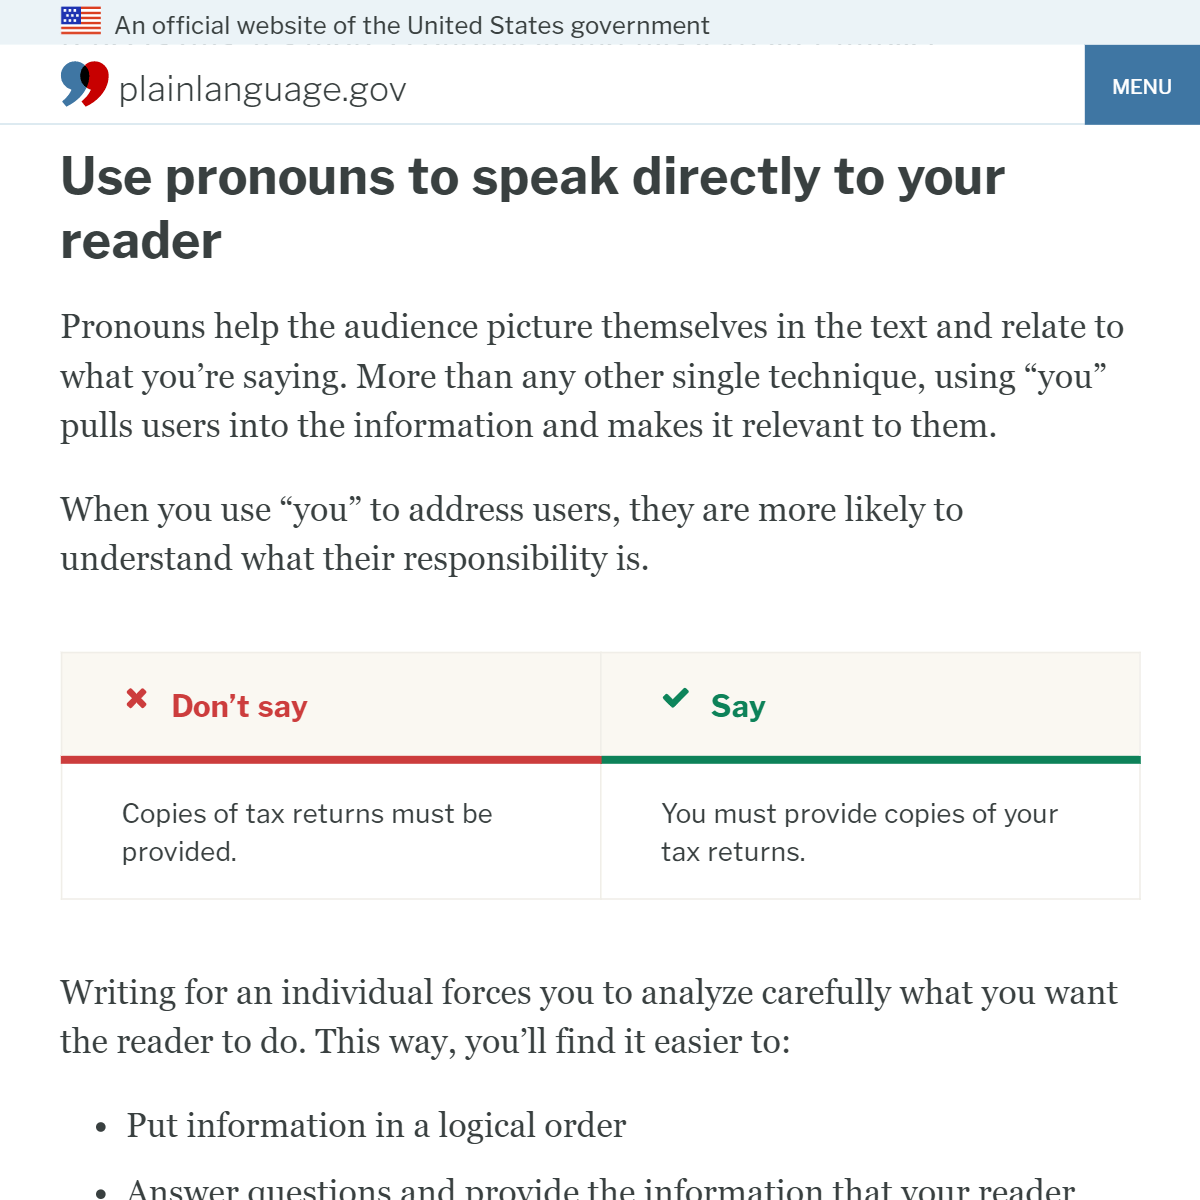 An official website of the United States government
plainlanguage.gov
MENU
Use pronouns to speak directly to your
reader
Pronouns help the audience picture themselves in the text and relate to
what you’re saying. More than any other single technique, using “you”
pulls users into the information and makes it relevant to them.
When you use “you” to address users, they are more likely to
understand what their responsibility is.
Don’t say
Say
Copies of tax returns must be
provided.
You must provide copies of your
tax returns.
Writing for an individual forces you to analyze carefully what you want
the reader to do. This way, you’ll find it easier to:
• Put information in a logical order
• Answer questions and provide the information that your reader